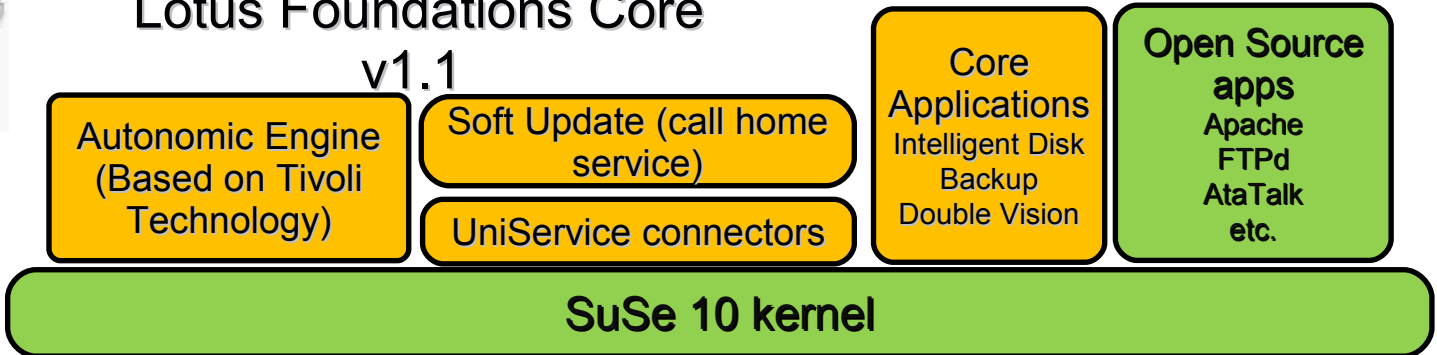 Lotus Foundations Core
v1.1
Autonomic Engine
(Based on Tivoli
Technology)
Soft Update (call home
service)
UniService connectors
Core
Applications
Intelligent Disk
Backup
Double Vision
Open Source
apps
Apache
FTPd
AtaTalk
etc.
SuSe 10 kernel